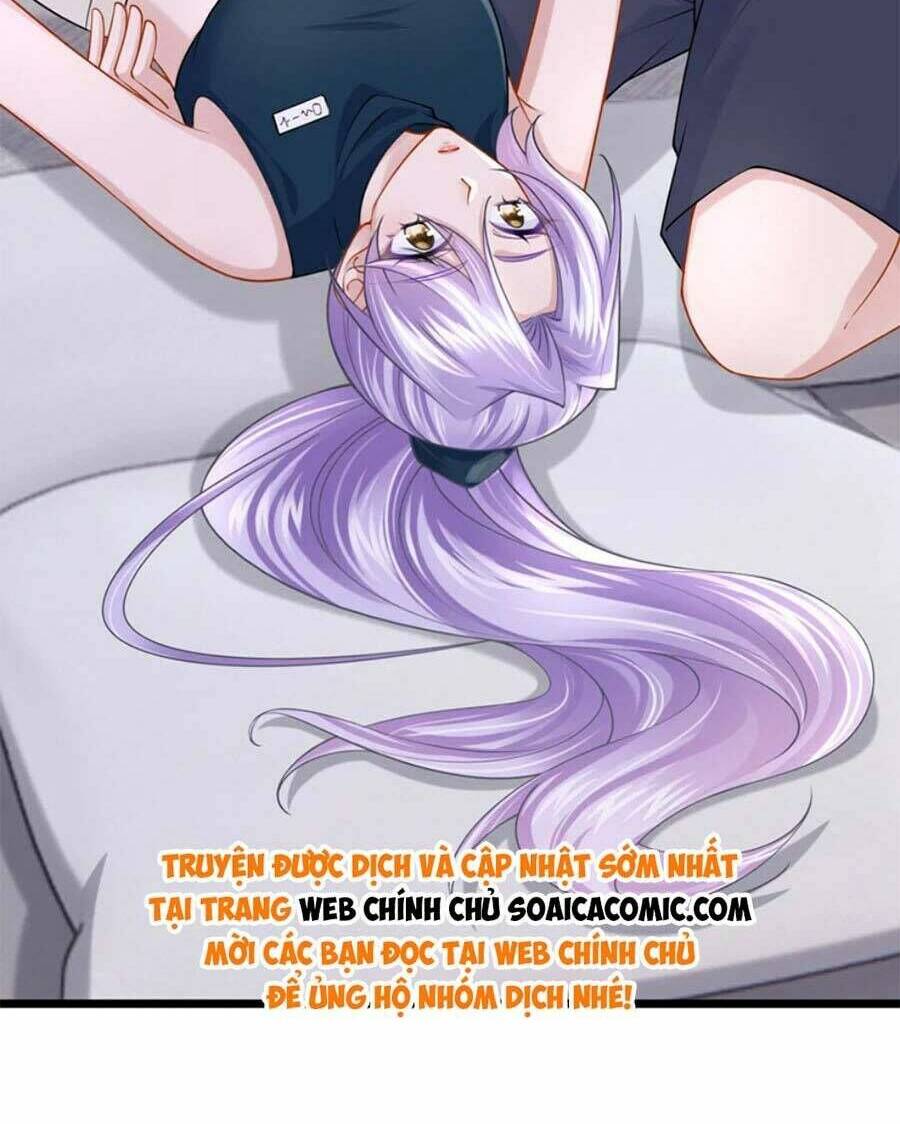 TRUYỆN ĐƯỢC DỊCH VÀ CẬP NHẬT SỚM NHẤT
TẠI TRANG WEB CHÍNH CHỦ SOAICACOMIC.COM
MỜI CÁC BẠN ĐỌC TẠI WEB CHÍNH CHỦ
ĐỂ ỦNG HỘ NHÓM DỊCH NHÉ!